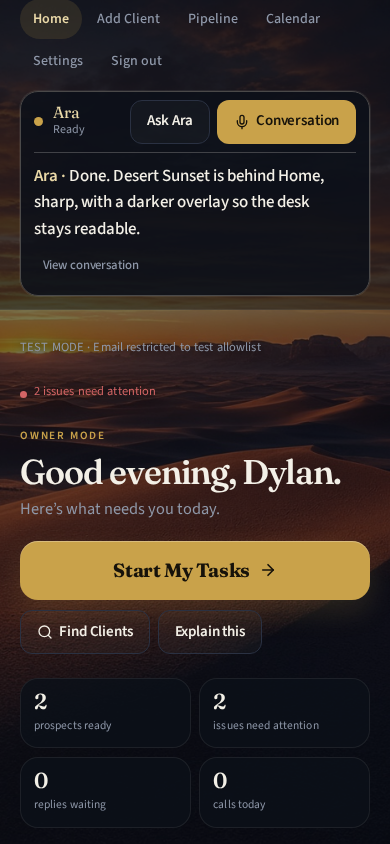 Home Add Client Pipeline Calendar
Settings Sign out
Ara
Ready
Ask Ara
Conversation
Ara · Done. Desert Sunset is behind Home,
sharp, with a darker overlay so the desk
stays readable.
View conversation
TEST MODE · Email restricted to test allowlist
2 issues need attention
OWNER MODE
Good evening, Dylan.
Here’s what needs you today.
Start My Tasks →
Find Clients Explain this
2
prospects ready
2
issues need attention
0
replies waiting
0
calls today